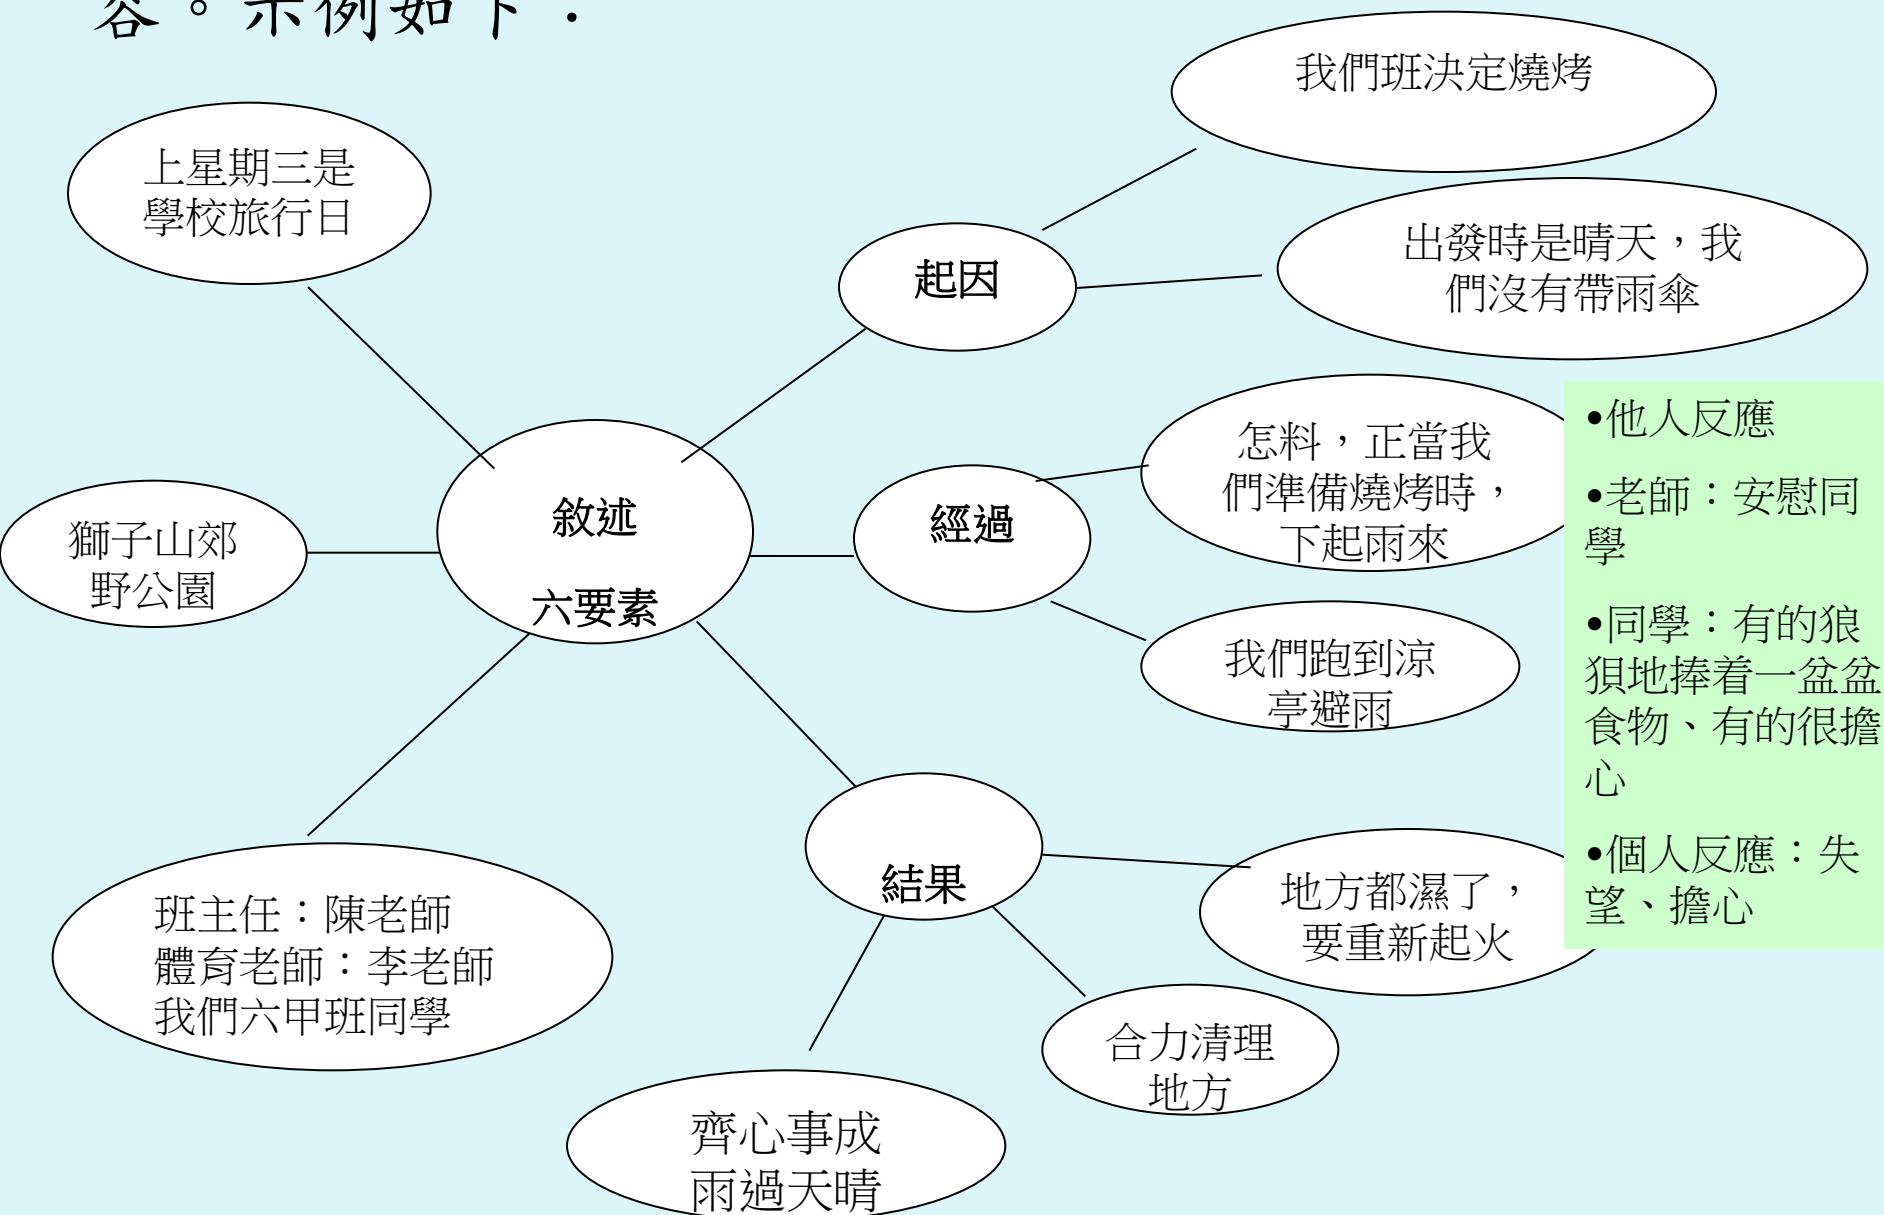 容。示例如下：
我們班決定燒烤
上星期三是
學校旅行日
出發時是晴天，我
們沒有帶雨傘
起因
怎料，正當我
們準備燒烤時，
下起雨來
•他人反應
•老師：安慰同
學
•同學：有的狼
狽地捧着一盆盆
食物、有的很擔
心
•個人反應：失
望、擔心
敘述
六要素
經過
獅子山郊
野公園
我們跑到涼
亭避雨
結果
地方都濕了，
要重新起火
班主任：陳老師
體育老師：李老師
我們六甲班同學
合力清理
地方
齊心事成
雨過天晴